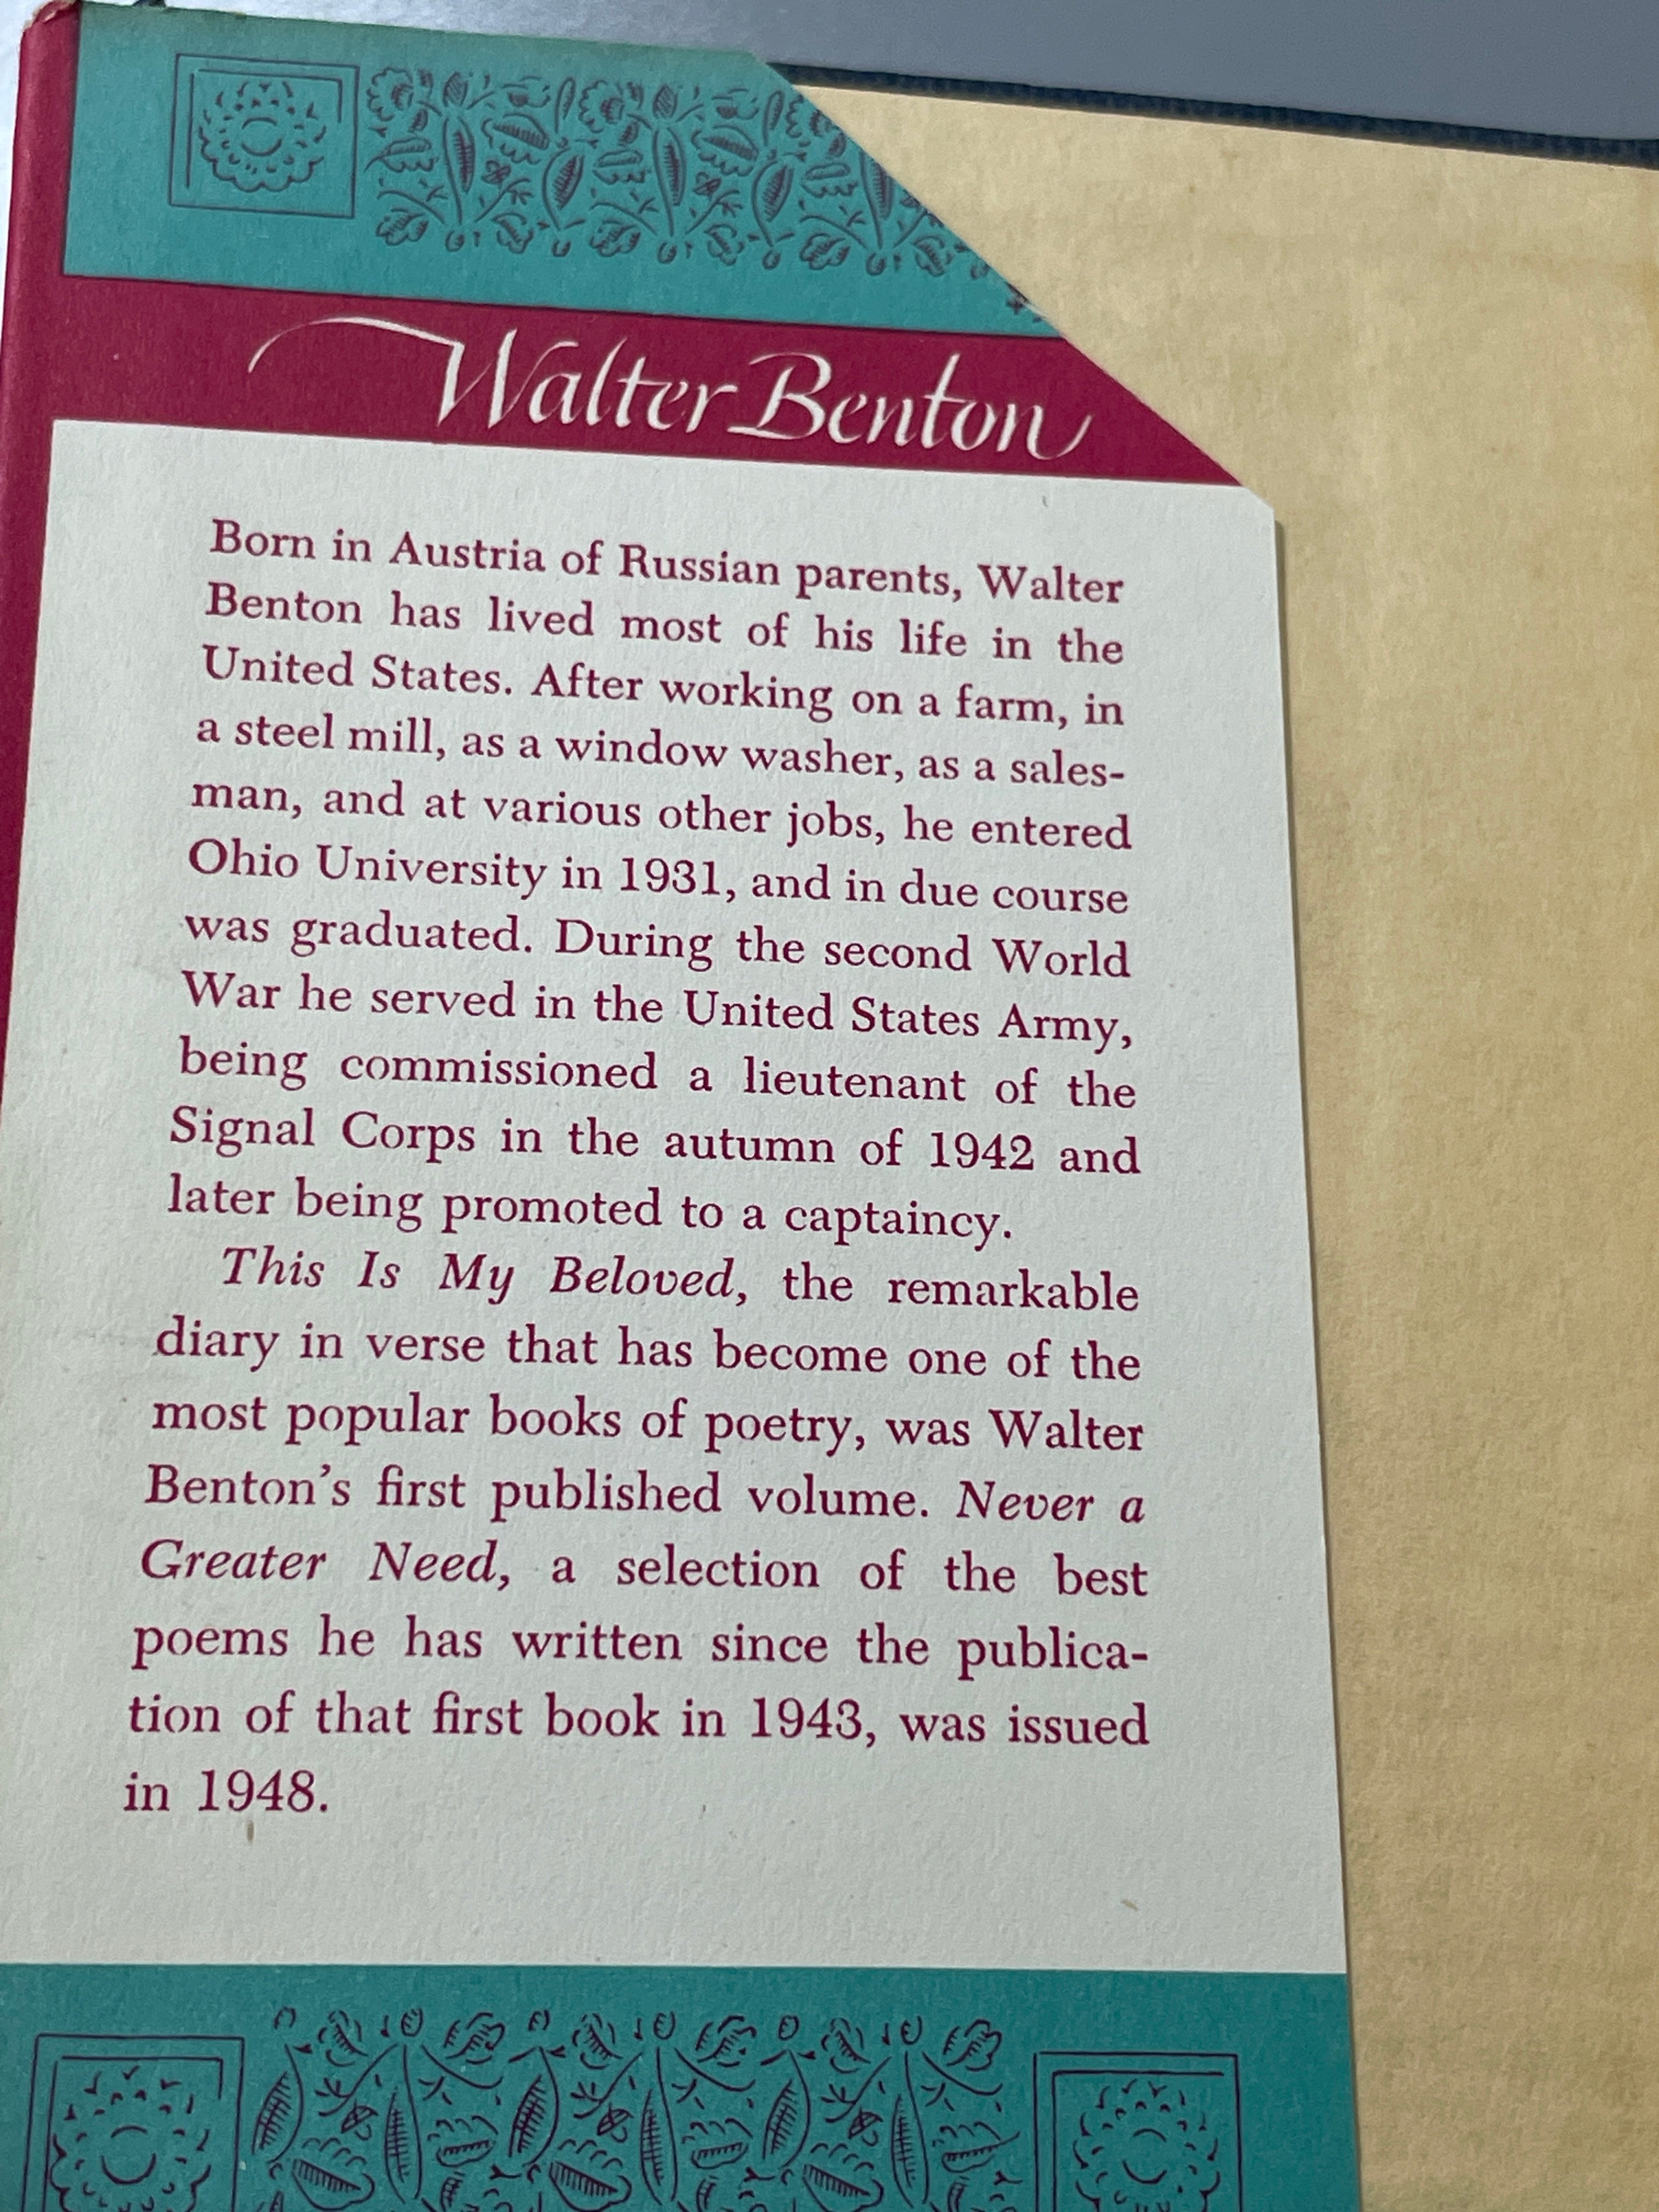 Walter Benton
Born in Austria of Russian parents, Walter
Benton has lived most of his life in the
United States. After working on a farm, in
a steel mill, as a window washer, as a sales-
man, and at various other jobs, he entered
Ohio University in 1931, and in due course
was graduated. During the second World
War he served in the United States Army,
being commissioned a lieutenant of the
Signal Corps in the autumn of 1942 and
later being promoted to a captaincy.
This Is My Beloved, the remarkable
diary in verse that has become one of the
most popular books of poetry, was Walter
Benton's first published volume. Never a
Greater Need, a selection of the best
poems he has written since the publica-
tion of that first book in 1943, was issued
in 1948.